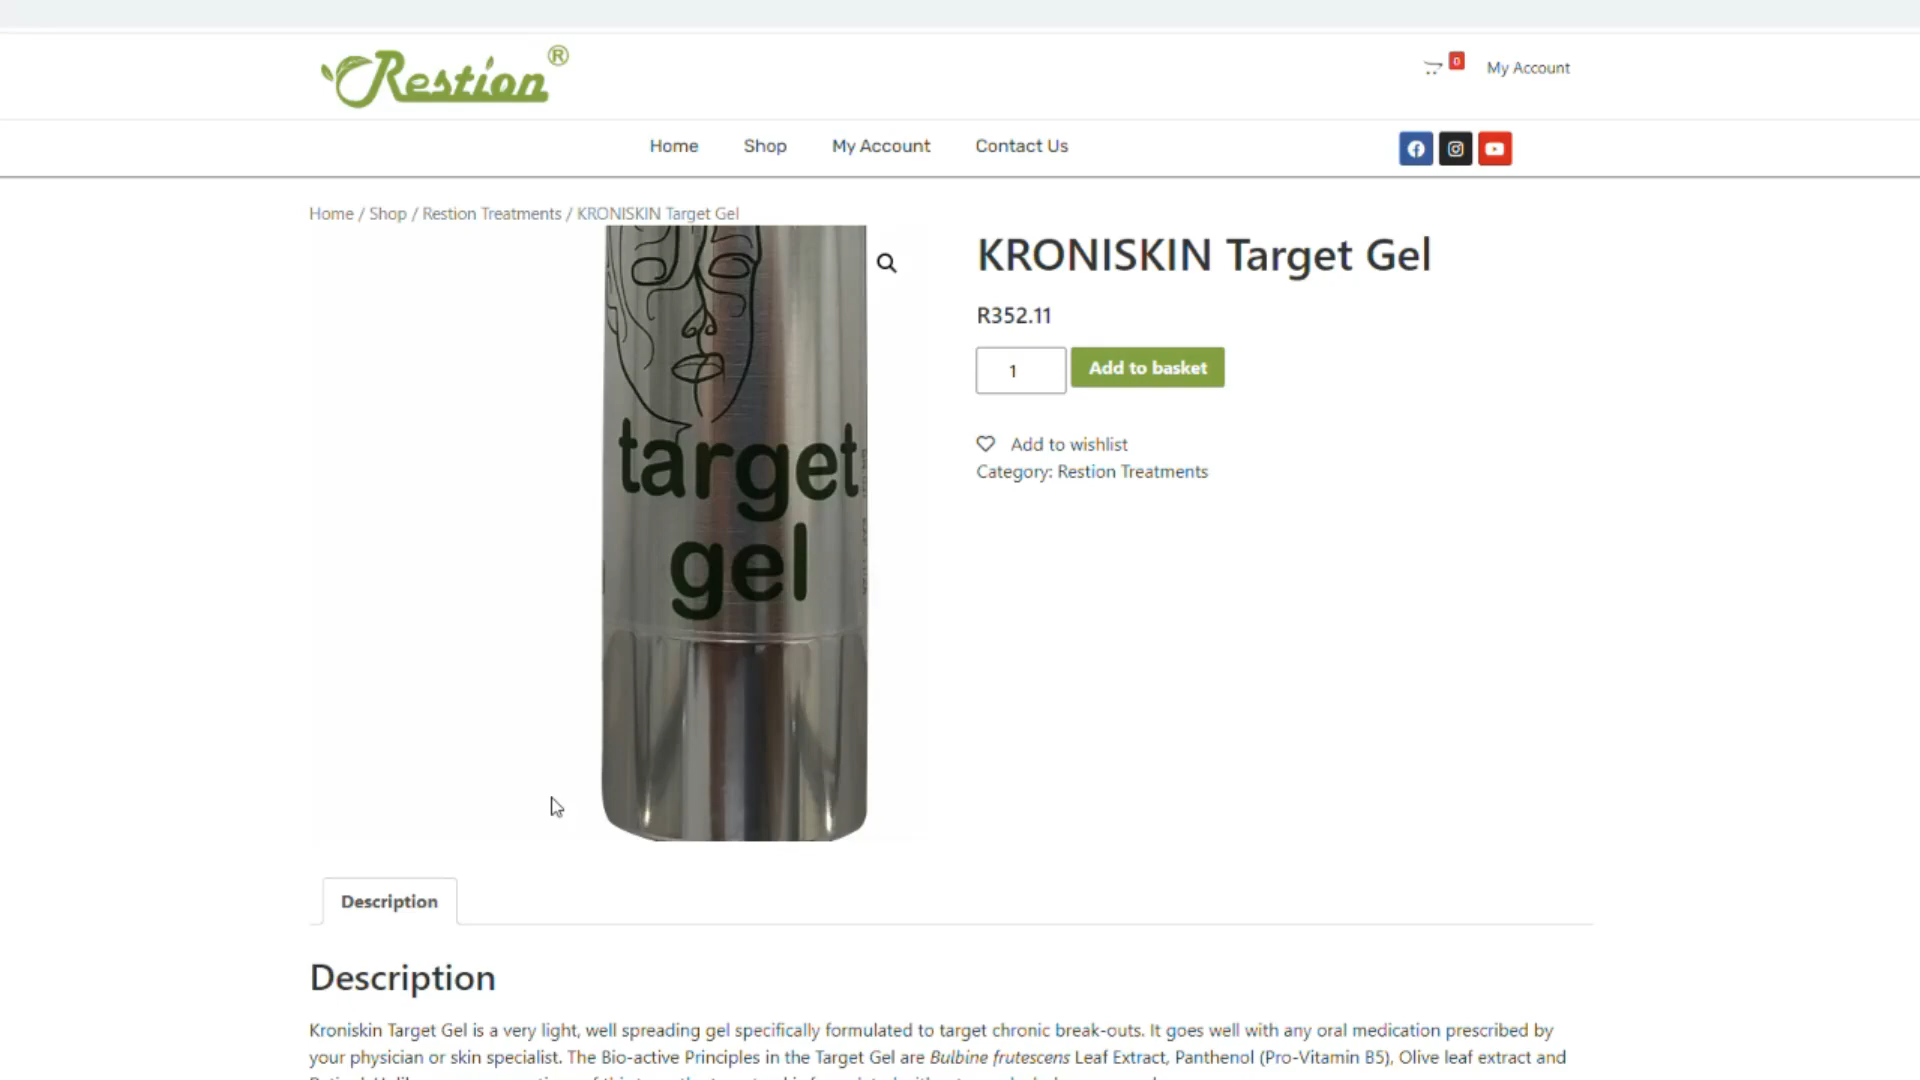 Restion®
0
My Account
Home
Shop
My Account
Contact Us
Home / Shop / Restion Treatments / KRONISKIN Target Gel
target
gel
KRONISKIN Target Gel
R352.11
1
Add to basket
Add to wishlist
Category: Restion Treatments
Description
Description
Kroniskin Target Gel is a very light, well spreading gel specifically formulated to target chronic break-outs. It goes well with any oral medication prescribed by
your physician or skin specialist. The Bio-active Principles in the Target Gel are Bulbine frutescens Leaf Extract, Panthenol (Pro-Vitamin B5), Olive leaf extract and